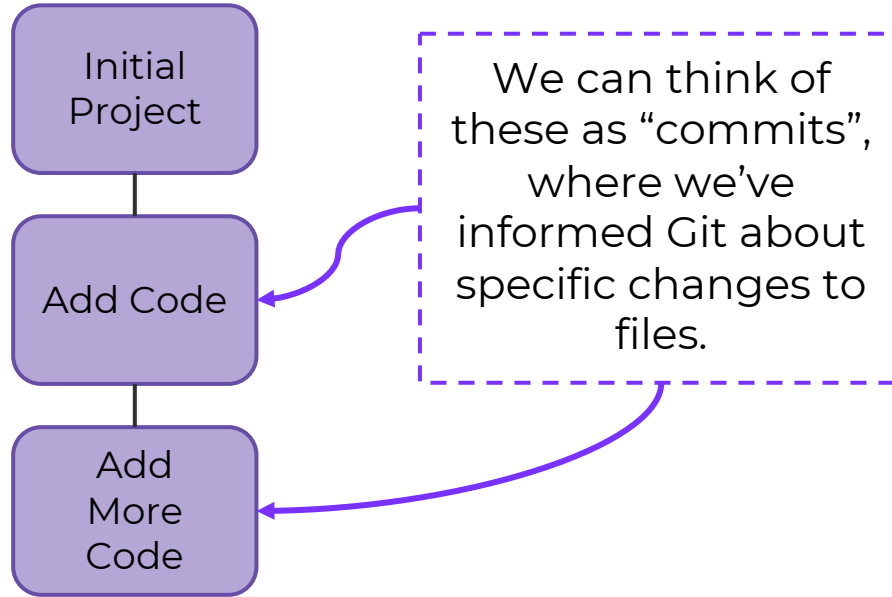 Initial
Project
Add Code
Add
More
Code
We can think of
these as “commits”,
where we’ve
informed Git about
specific changes to
files.